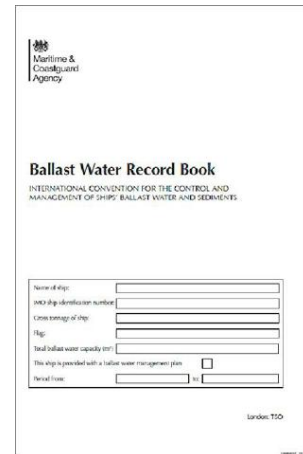 Maritime &
Coastguard
Agency
Ballast Water Record Book
INTERNATIONAL CONVENTION FOR THE CONTROL AND
MANAGEMENT OF SHIPS' BALLAST WATER AND SEDIMENTS
Name of ship:
IMO ship identification number:
Gross tonnage of ship:
Flag:
Total ballast water capacity (m³)
This ship is provided with a ballast water management plan
Period From: to:
London: TSO